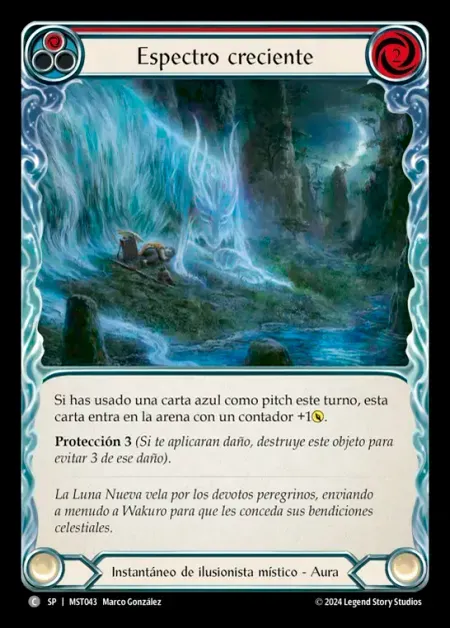 Espectro creciente
2
Si has usado una carta azul como pitch este turno, esta
carta entra en la arena con un contador +1.
Protección 3 (Si te aplicaran daño, destruye este objeto para
evitar 3 de ese daño).
La Luna Nueva vela por los devotos peregrinos, enviando
a menudo a Wakuro para que les conceda sus bendiciones
celestiales.
Instantáneo de ilusionista místico - Aura
C SP | MST043 Marco González
© 2024 Legend Story Studios